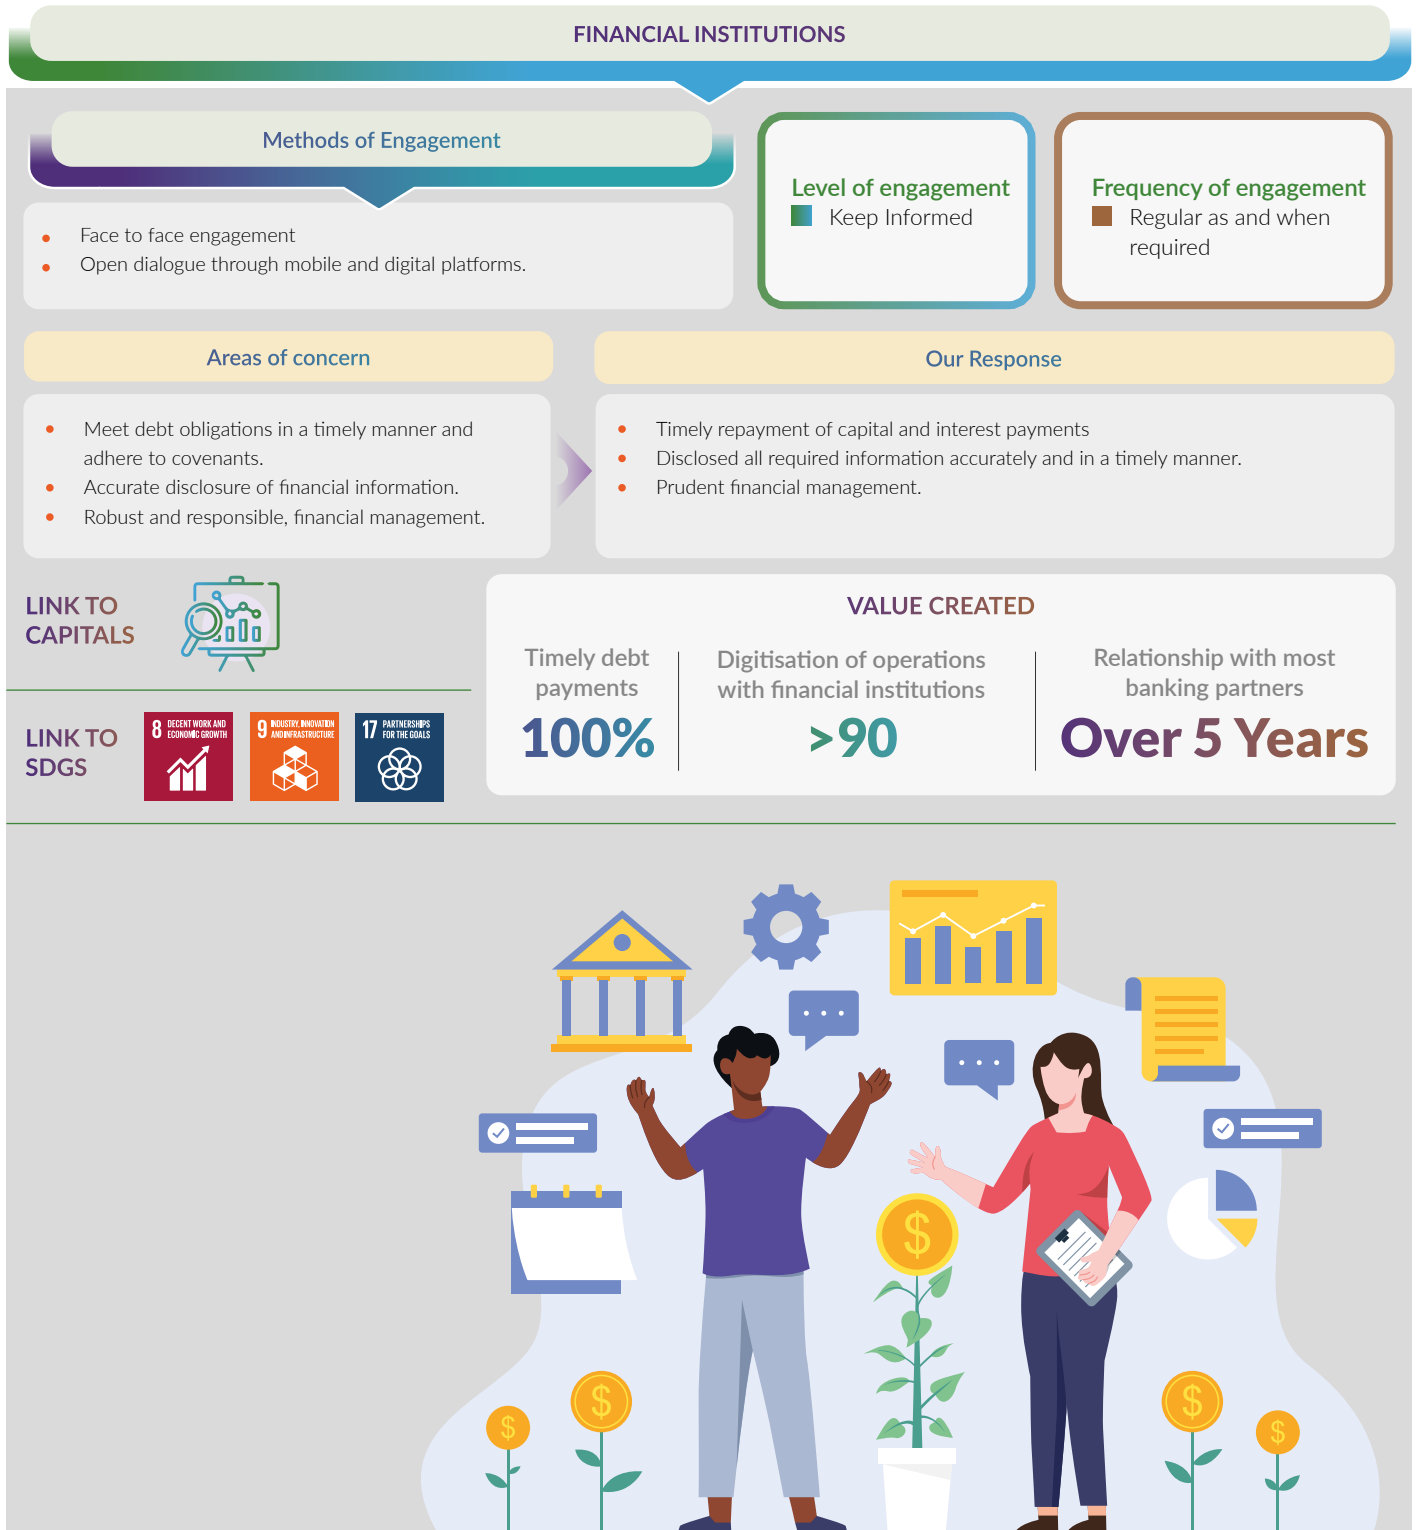 FINANCIAL INSTITUTIONS
Methods of Engagement
• Face to face engagement
• Open dialogue through mobile and digital platforms.
Level of engagement
Keep Informed
Frequency of engagement
Regular as and when
required
Areas of concern
• Meet debt obligations in a timely manner and
adhere to covenants.
• Accurate disclosure of financial information.
• Robust and responsible, financial management.
Our Response
• Timely repayment of capital and interest payments
• Disclosed all required information accurately and in a timely manner.
• Prudent financial management.
LINK TO
CAPITALS
LINK TO
SDGS
8 DECENT WORK AND
ECONOMIC GROWTH
9 INDUSTRY, INNOVATION
AND INFRASTRUCTURE
17 PARTNERSHIPS
FOR THE GOALS
VALUE CREATED
Timely debt
payments
100%
Digitisation of operations
with financial institutions
>90
Relationship with most
banking partners
Over 5 Years
$
$
$
$
$